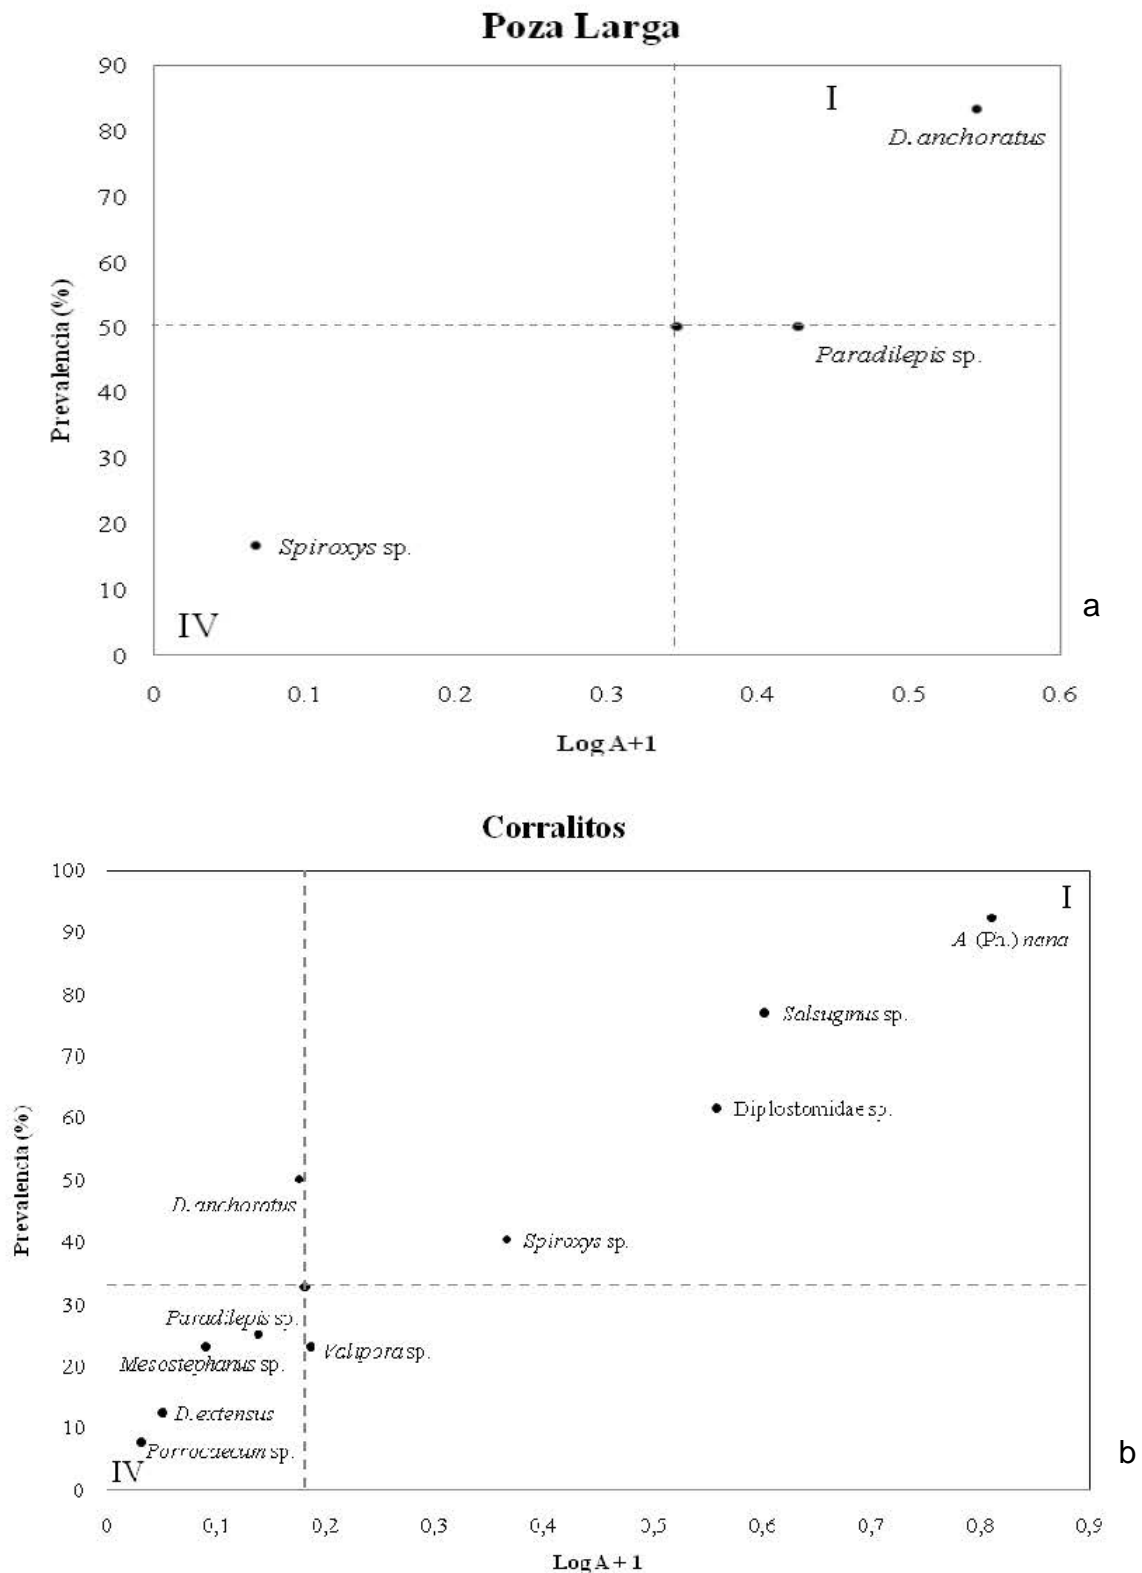 Poza Larga
90
I
80
D. anchoratus
70
60
Prevalencia (%)
50
Paradilepis sp.
40
30
20
Spiroxys sp.
10
IV
0
a
0 0.1 0.2 0.3 0.4 0.5 0.6
Log A+1
Corralitos
100
I
90
A (Ph.) nana
80
Salsuginus sp.
70
60
Diplostomidae sp.
Prevalencia (%)
50
D. anchoratus
40
Spiroxys sp.
30
Paradilepis sp.
Valipora sp.
20
Mesostephanus sp.
D. extensus
10
Porrocaecum sp.
IV
0
b
0 0,1 0,2 0,3 0,4 0,5 0,6 0,7 0,8 0,9
Log A + 1